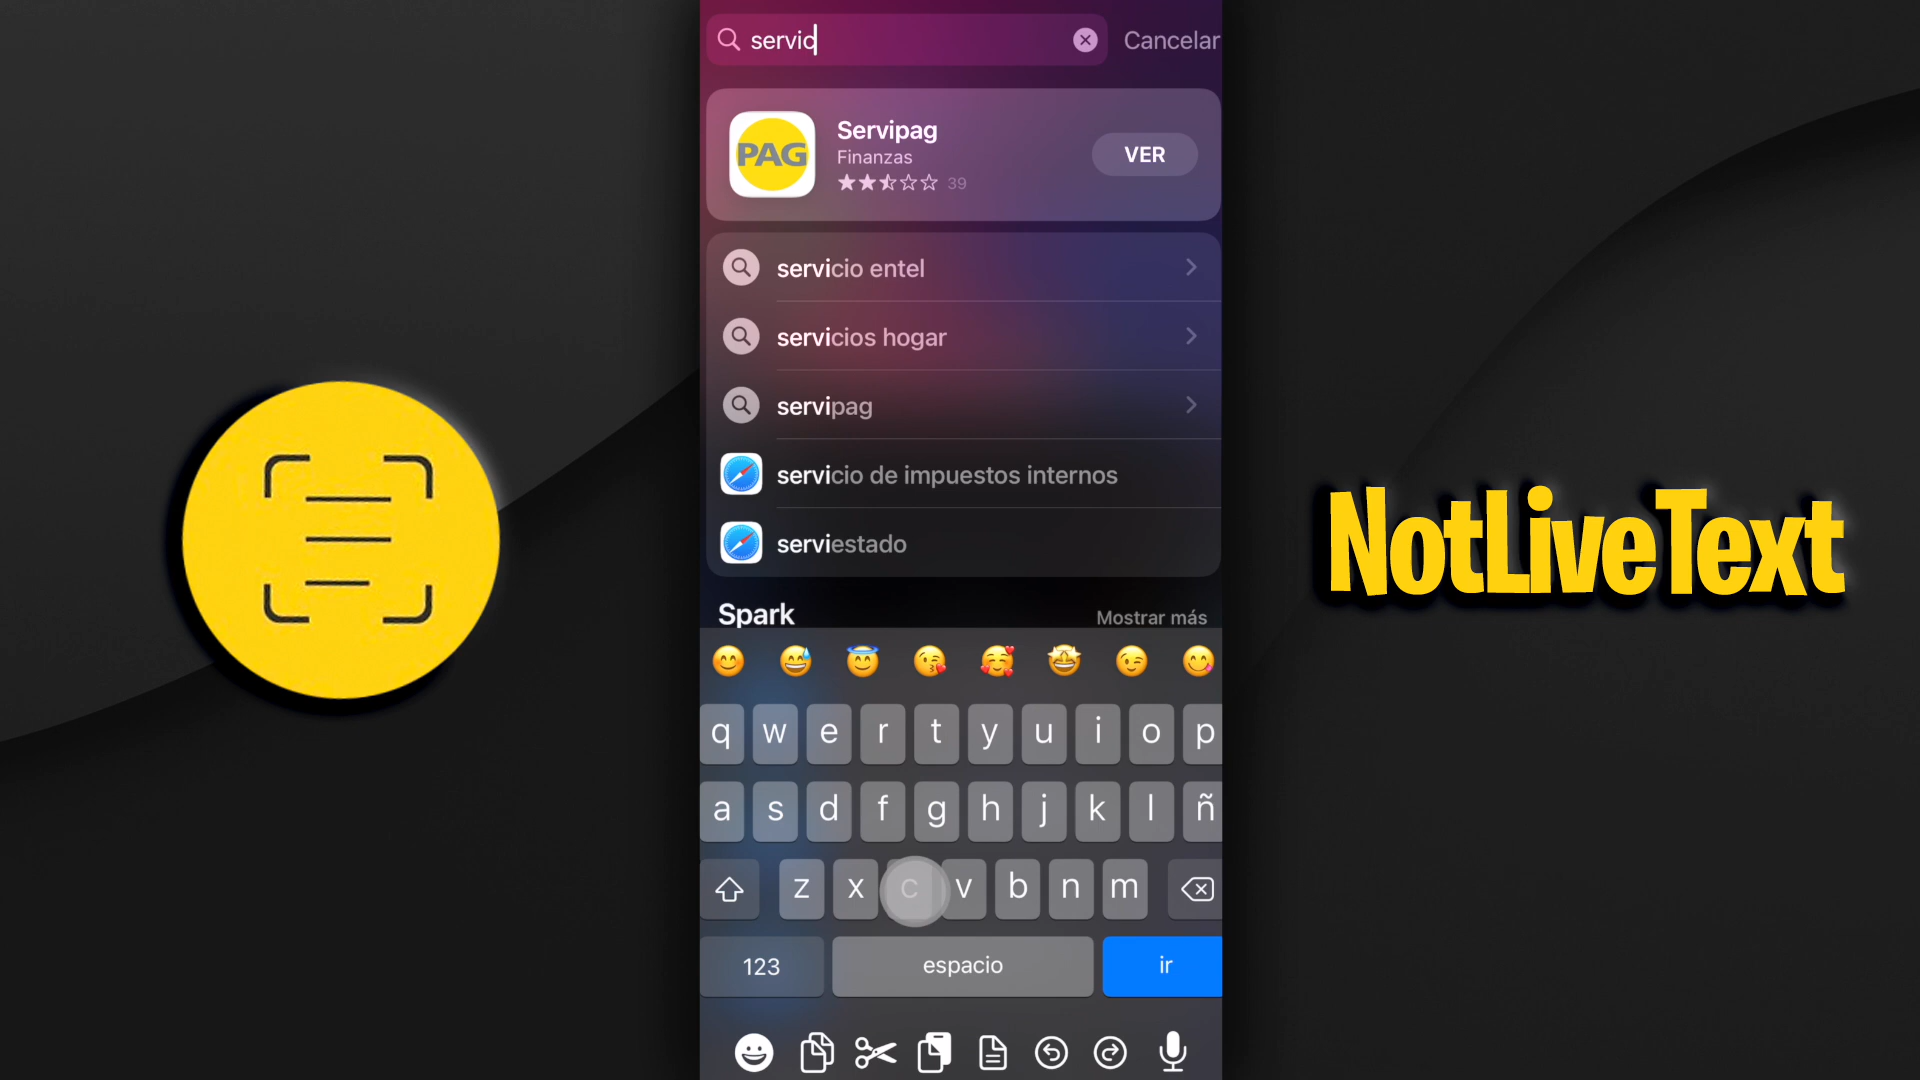 servic
Cancelar
PAG
Servipag
Finanzas
39
VER
servicio entel
servicios hogar
servipag
servicio de impuestos internos
serviestado
Spark
Mostrar más
q w e r t y u i o p
a s d f g h j k l ñ
z x c v b n m
123
espacio
ir
NotLiveText